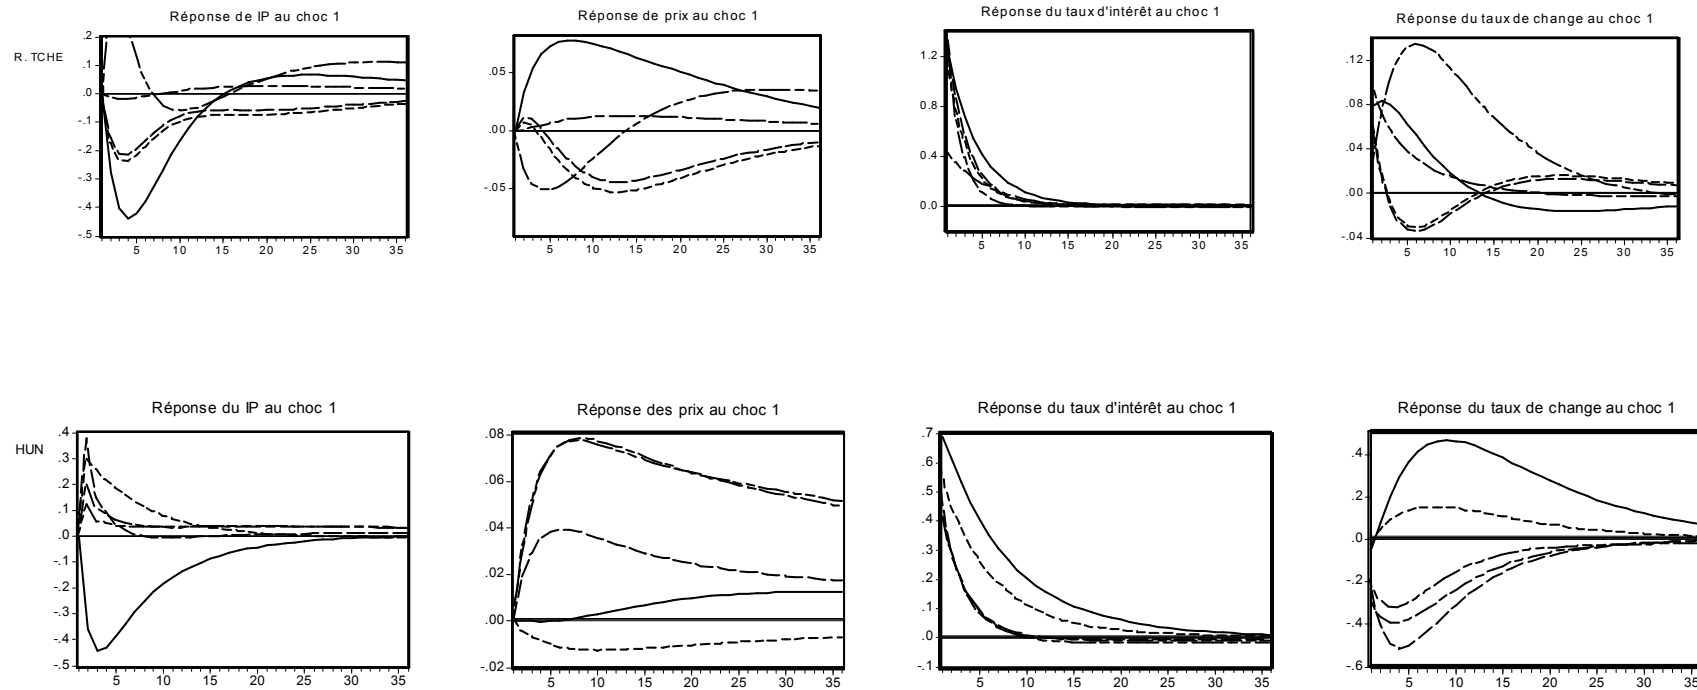 Réponse de IP au choc 1
Réponse de prix au choc 1
Réponse du taux d'intérêt au choc 1
Réponse du taux de change au choc 1
R. TCHE
.2
.1
.0
-.1
-.2
-.3
-.4
-.5
5 10 15 20 25 30 35
.05
.00
-.05
5 10 15 20 25 30 35
1.2
0.8
0.4
0.0
5 10 15 20 25 30 35
.12
.08
.04
.00
-.04
5 10 15 20 25 30 35
Réponse du IP au choc 1
Réponse des prix au choc 1
Réponse du taux d'intérêt au choc 1
Réponse du taux de change au choc 1
HUN
.4
.3
.2
.1
.0
-.1
-.2
-.3
-.4
-.5
5 10 15 20 25 30 35
.08
.06
.04
.02
.00
-.02
5 10 15 20 25 30 35
.7
.6
.5
.4
.3
.2
.1
.0
-.1
5 10 15 20 25 30 35
.4
.2
.0
-.2
-.4
-.6
5 10 15 20 25 30 35